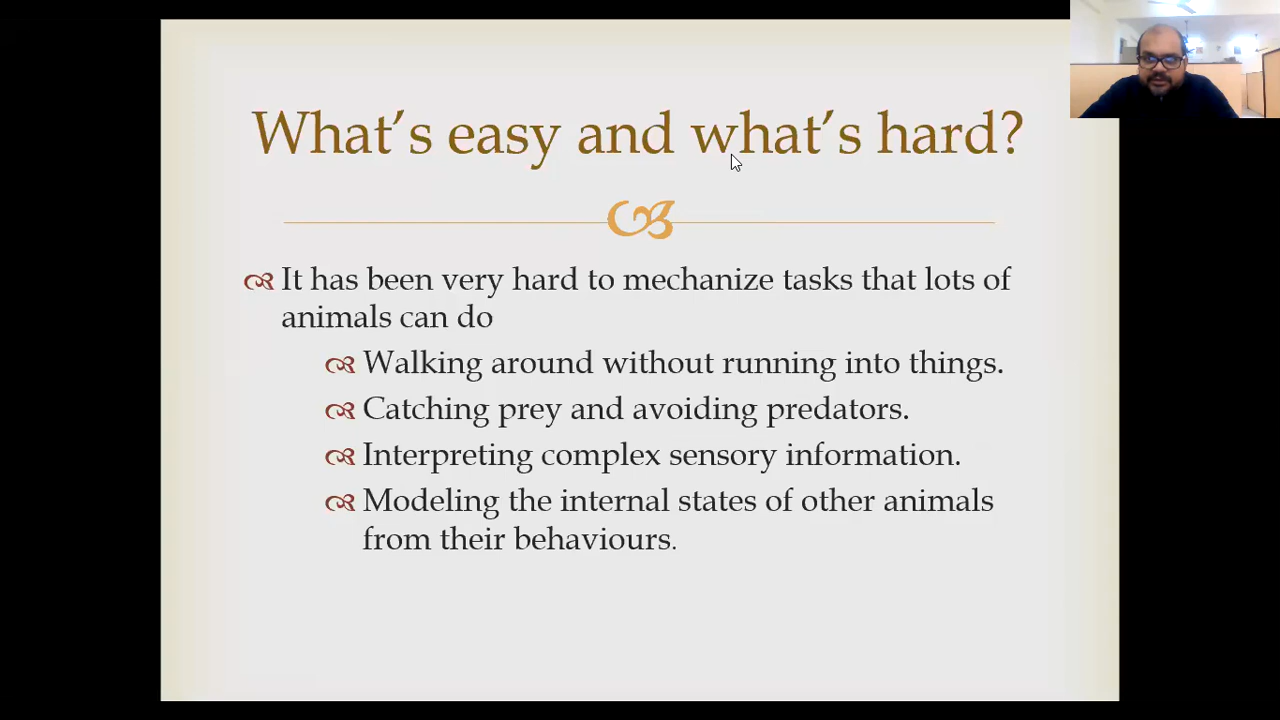 What's easy and what's hard?
It has been very hard to mechanize tasks that lots of
animals can do
Walking around without running into things.
Catching prey and avoiding predators.
Interpreting complex sensory information.
Modeling the internal states of other animals
from their behaviours.